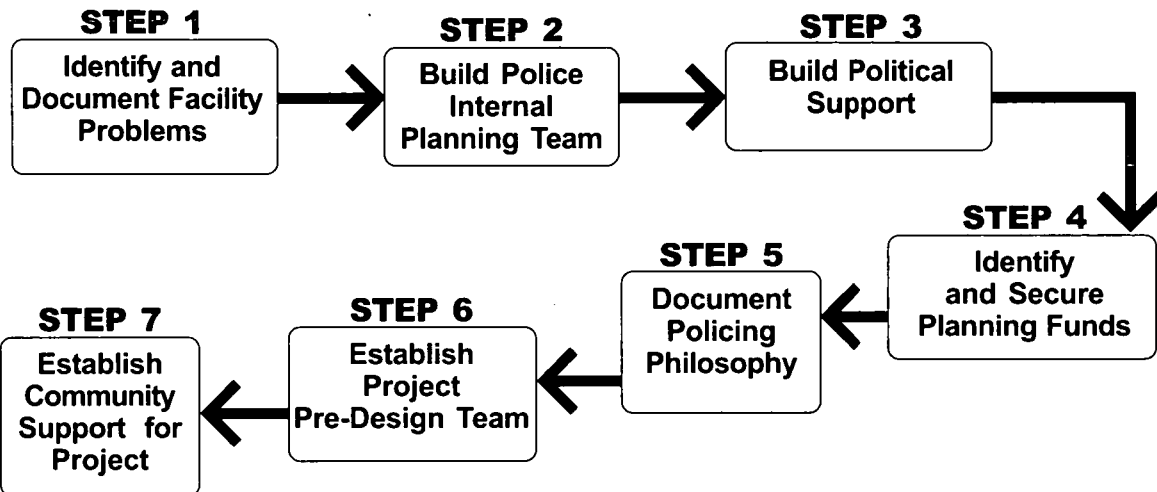 STEP 1
Identify and
Document Facility
Problems
STEP 2
Build Police
Internal
Planning Team
STEP 3
Build Political
Support
STEP 4
Identify
and Secure
Planning Funds
STEP 5
Document
Policing
Philosophy
STEP 6
Establish
Project
Pre-Design Team
STEP 7
Establish
Community
Support for
Project